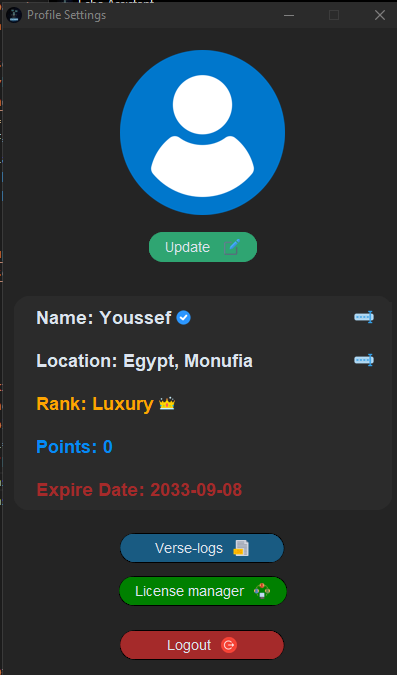 Profile Settings
Update
Name: Youssef
Location: Egypt, Monufia
Rank: Luxury
Points: 0
Expire Date: 2033-09-08
Verse-logs
License manager
Logout